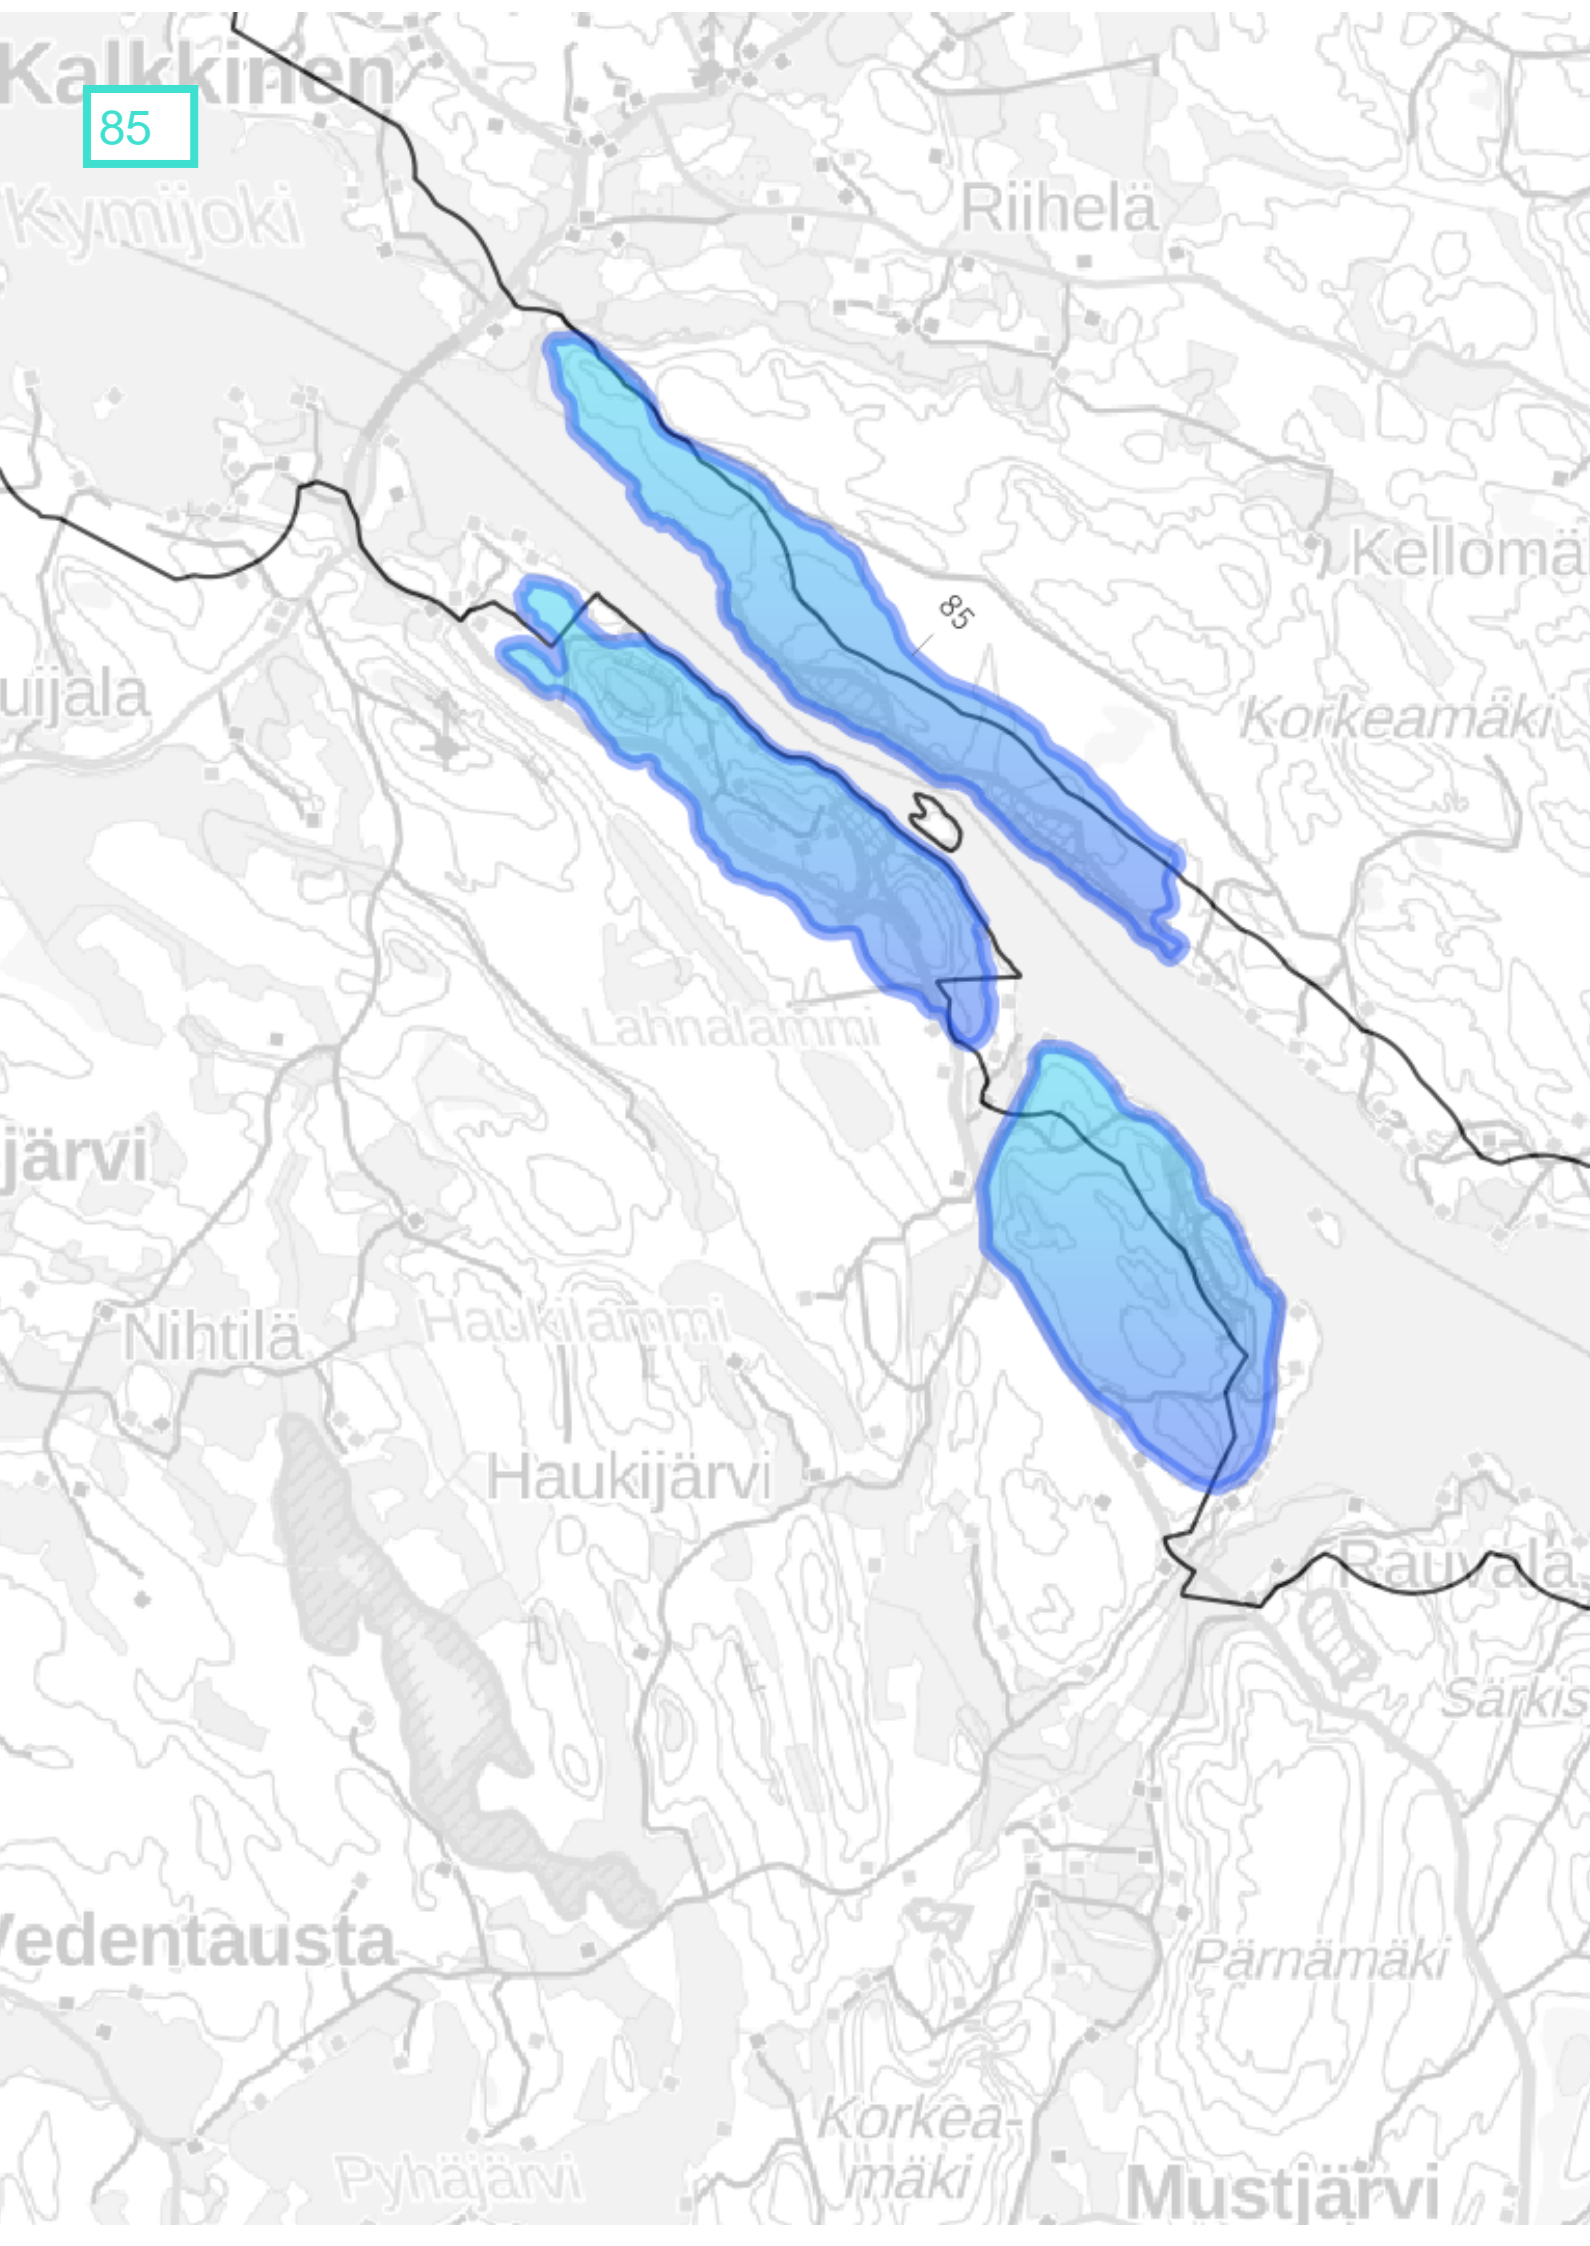 Kalkkinen
85
Kymijoki
Riihelä
Kellomä
85
uijala
Korkeamäki
Lahnalammi
järvi
Haukilammi
Nihtilä
Haukijärvi
Rauvala
Särkis
Vedentausta
Pärnämäki
Korkea-
mäki
Pyhäjärvi
Mustjärvi